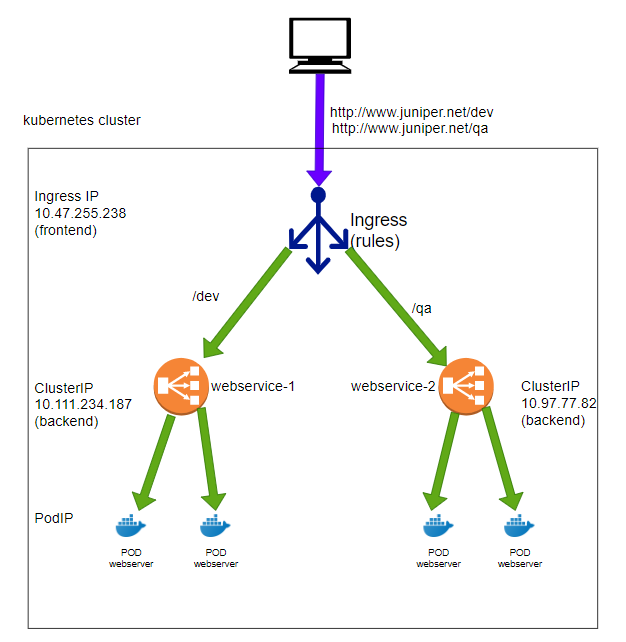 http://www.juniper.net/dev
http://www.juniper.net/qa
kubernetes cluster
Ingress IP
10.47.255.238
(frontend)
Ingress
(rules)
/dev
/qa
ClusterIP
10.111.234.187
(backend)
webservice-1
webservice-2
ClusterIP
10.97.77.82
(backend)
PodIP
POD
webserver
POD
webserver
POD
webserver
POD
webserver